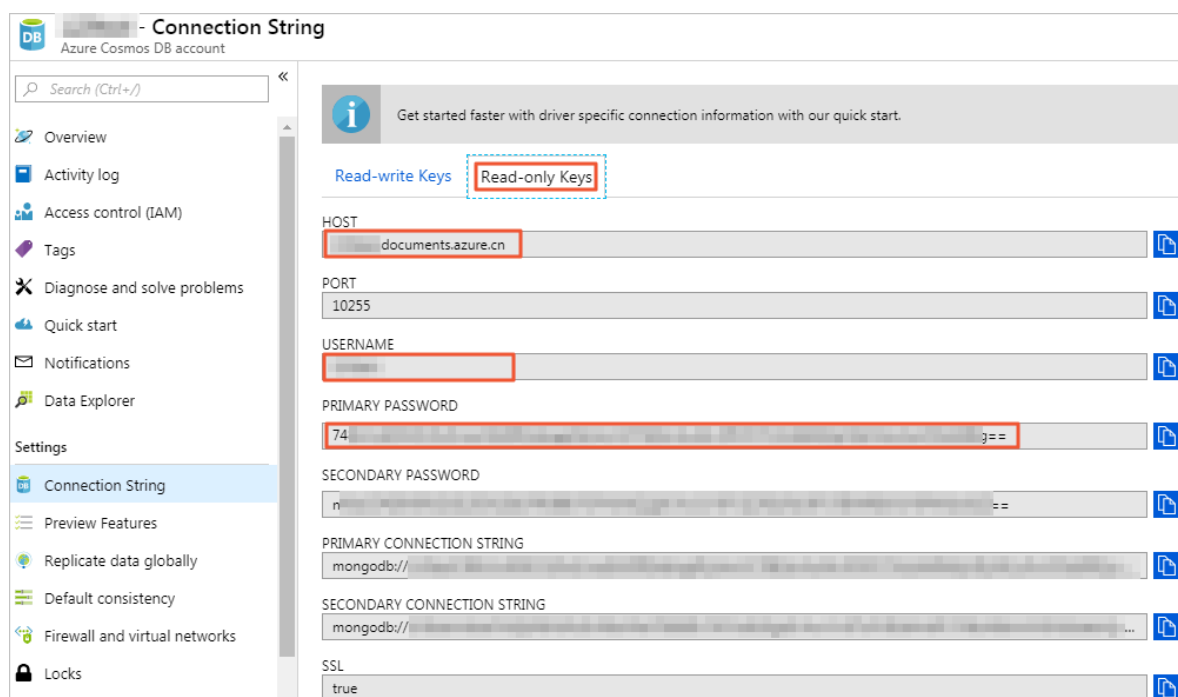 DB
- Connection String
Azure Cosmos DB account
Search (Ctrl+/)
«
Overview
Activity log
Access control (IAM)
Tags
Diagnose and solve problems
Quick start
Notifications
Data Explorer
Settings
Connection String
Preview Features
Replicate data globally
Default consistency
Firewall and virtual networks
Locks
i
Get started faster with driver specific connection information with our quick start.
Read-write Keys Read-only Keys
HOST
documents.azure.cn
PORT
10255
USERNAME
PRIMARY PASSWORD
74 g==
SECONDARY PASSWORD
n ==
PRIMARY CONNECTION STRING
mongodb:// ...
SECONDARY CONNECTION STRING
mongodb:// ...
SSL
true